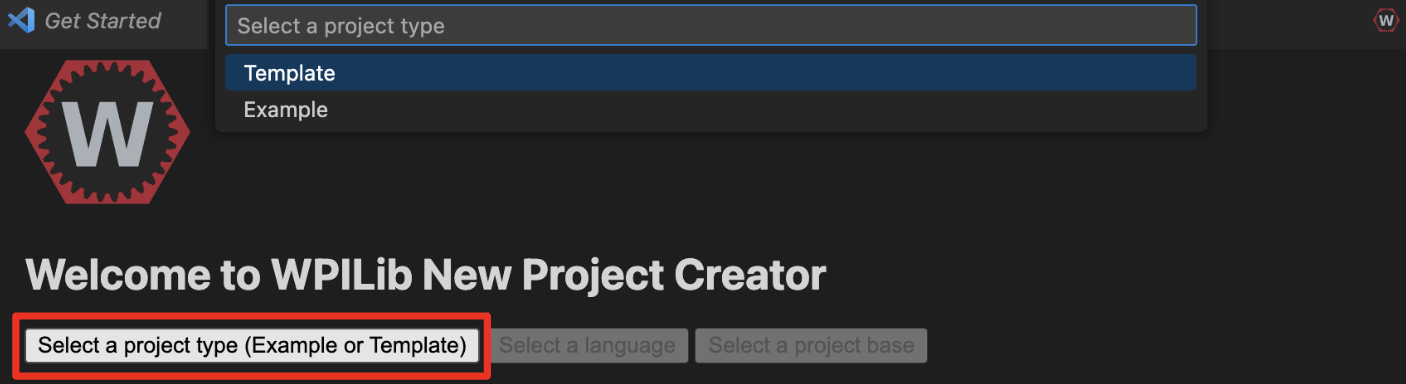 Get Started
Select a project type
Template
Example
W
W
Welcome to WPILib New Project Creator
Select a project type (Example or Template) Select a language Select a project base